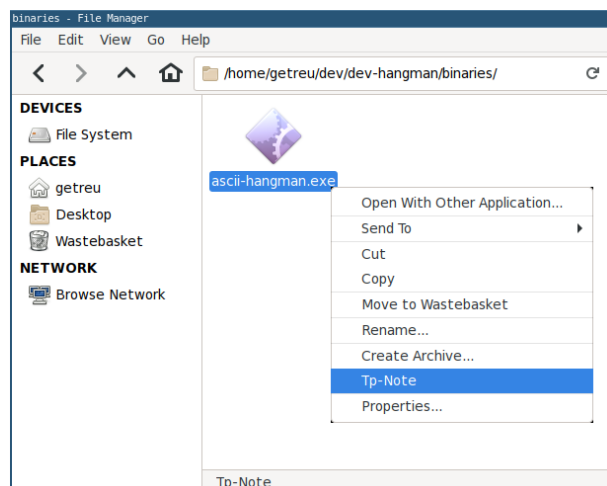 binaries - File Manager
File Edit View Go Help
/home/getreu/dev/dev-hangman/binaries/
DEVICES
File System
PLACES
getreu
Desktop
Wastebasket
NETWORK
Browse Network
ascii-hangman.exe
Open With Other Application...
Send To
Cut
Copy
Move to Wastebasket
Rename...
Create Archive...
Tp-Note
Properties...
Tp-Note